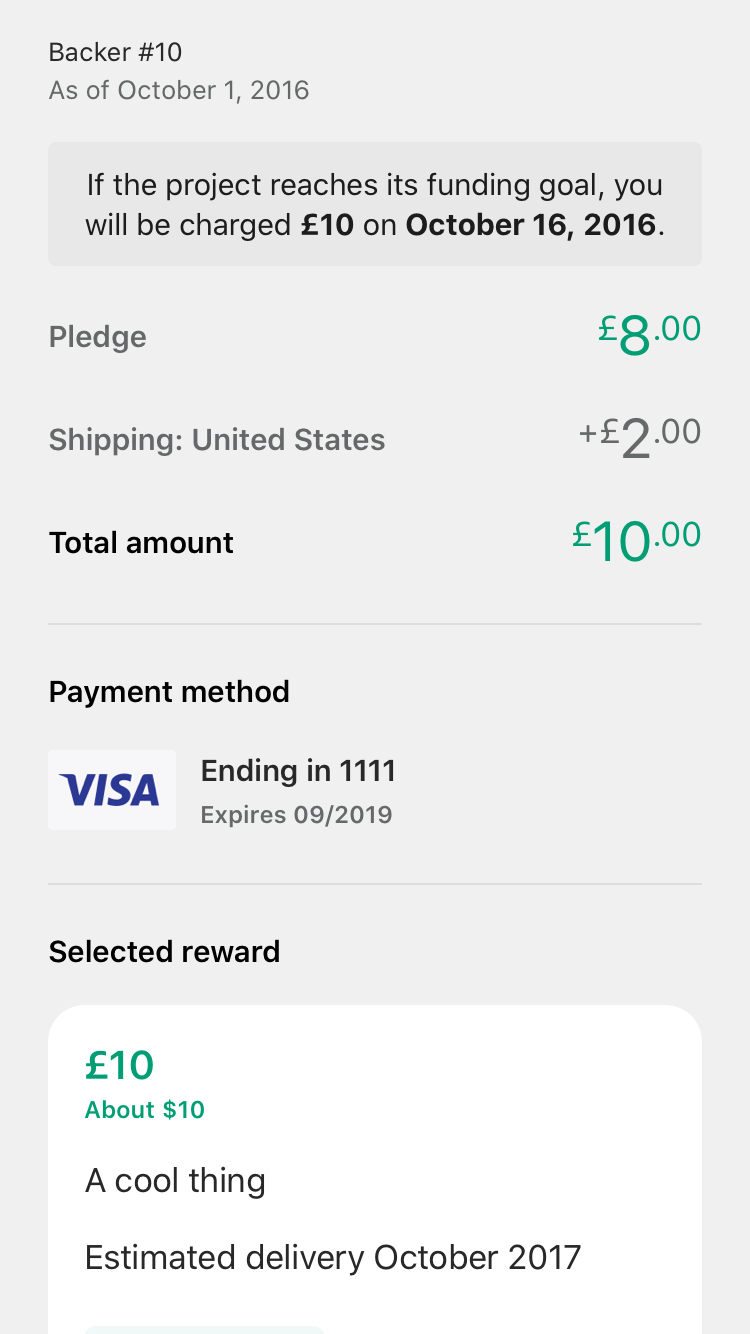 Backer #10
As of October 1, 2016
If the project reaches its funding goal, you
will be charged £10 on October 16, 2016.
Pledge £8.00
Shipping: United States +£2.00
Total amount £10.00
Payment method
VISA
Ending in 1111
Expires 09/2019
Selected reward
£10
About $10
A cool thing
Estimated delivery October 2017